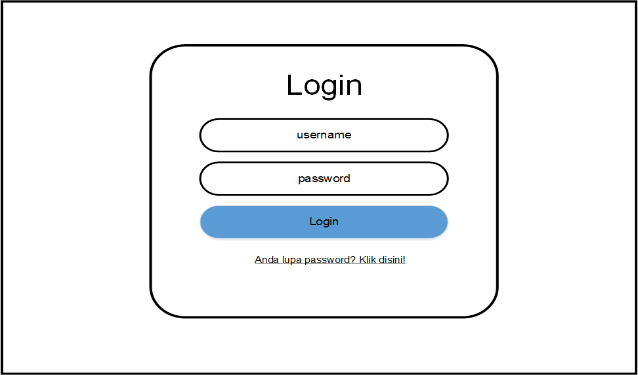 Login
username
password
Login
Anda lupa password? Klik disini!